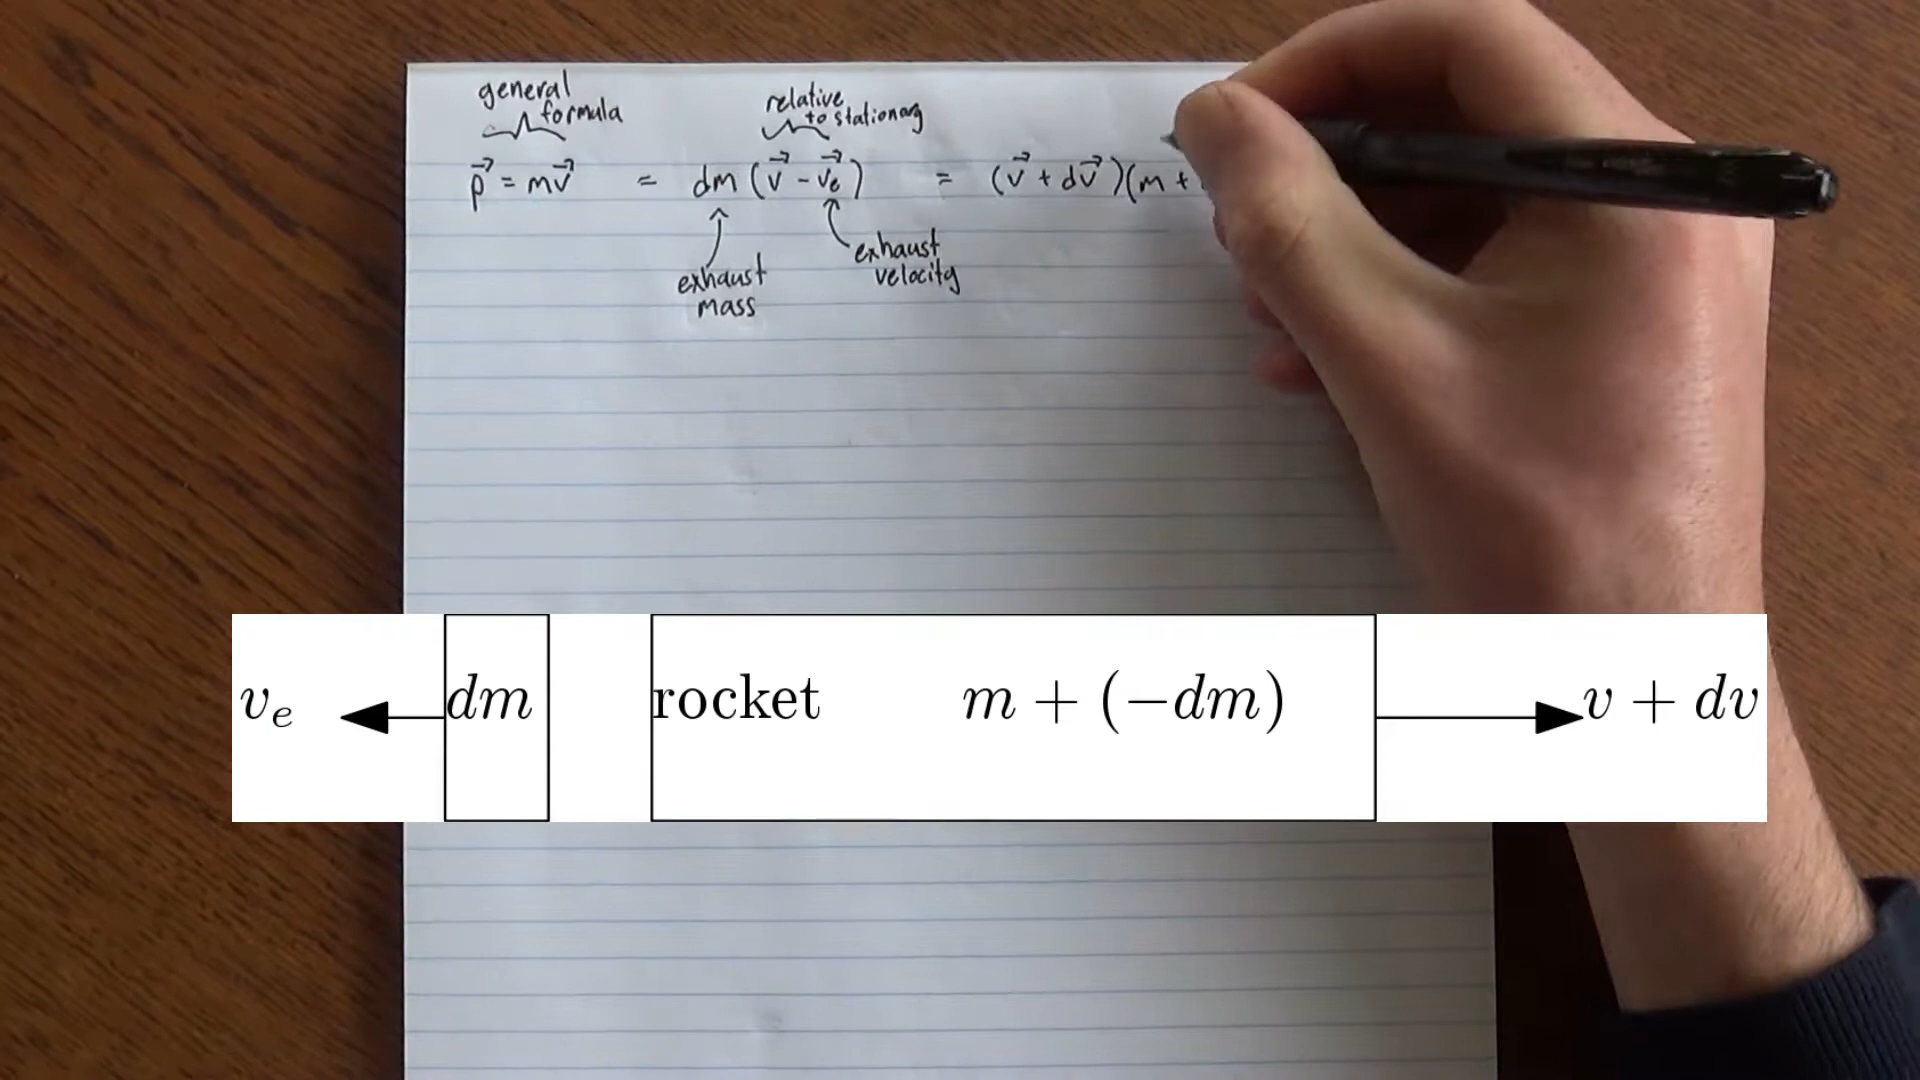 general
formula
relative
to stationary
p⃗ = mv⃗ = dm (v⃗ - v⃗e) = (v⃗ + dv⃗)(m +
exhaust
mass
exhaust
velocity
vₑ dm rocket m + (−dm) v + dv